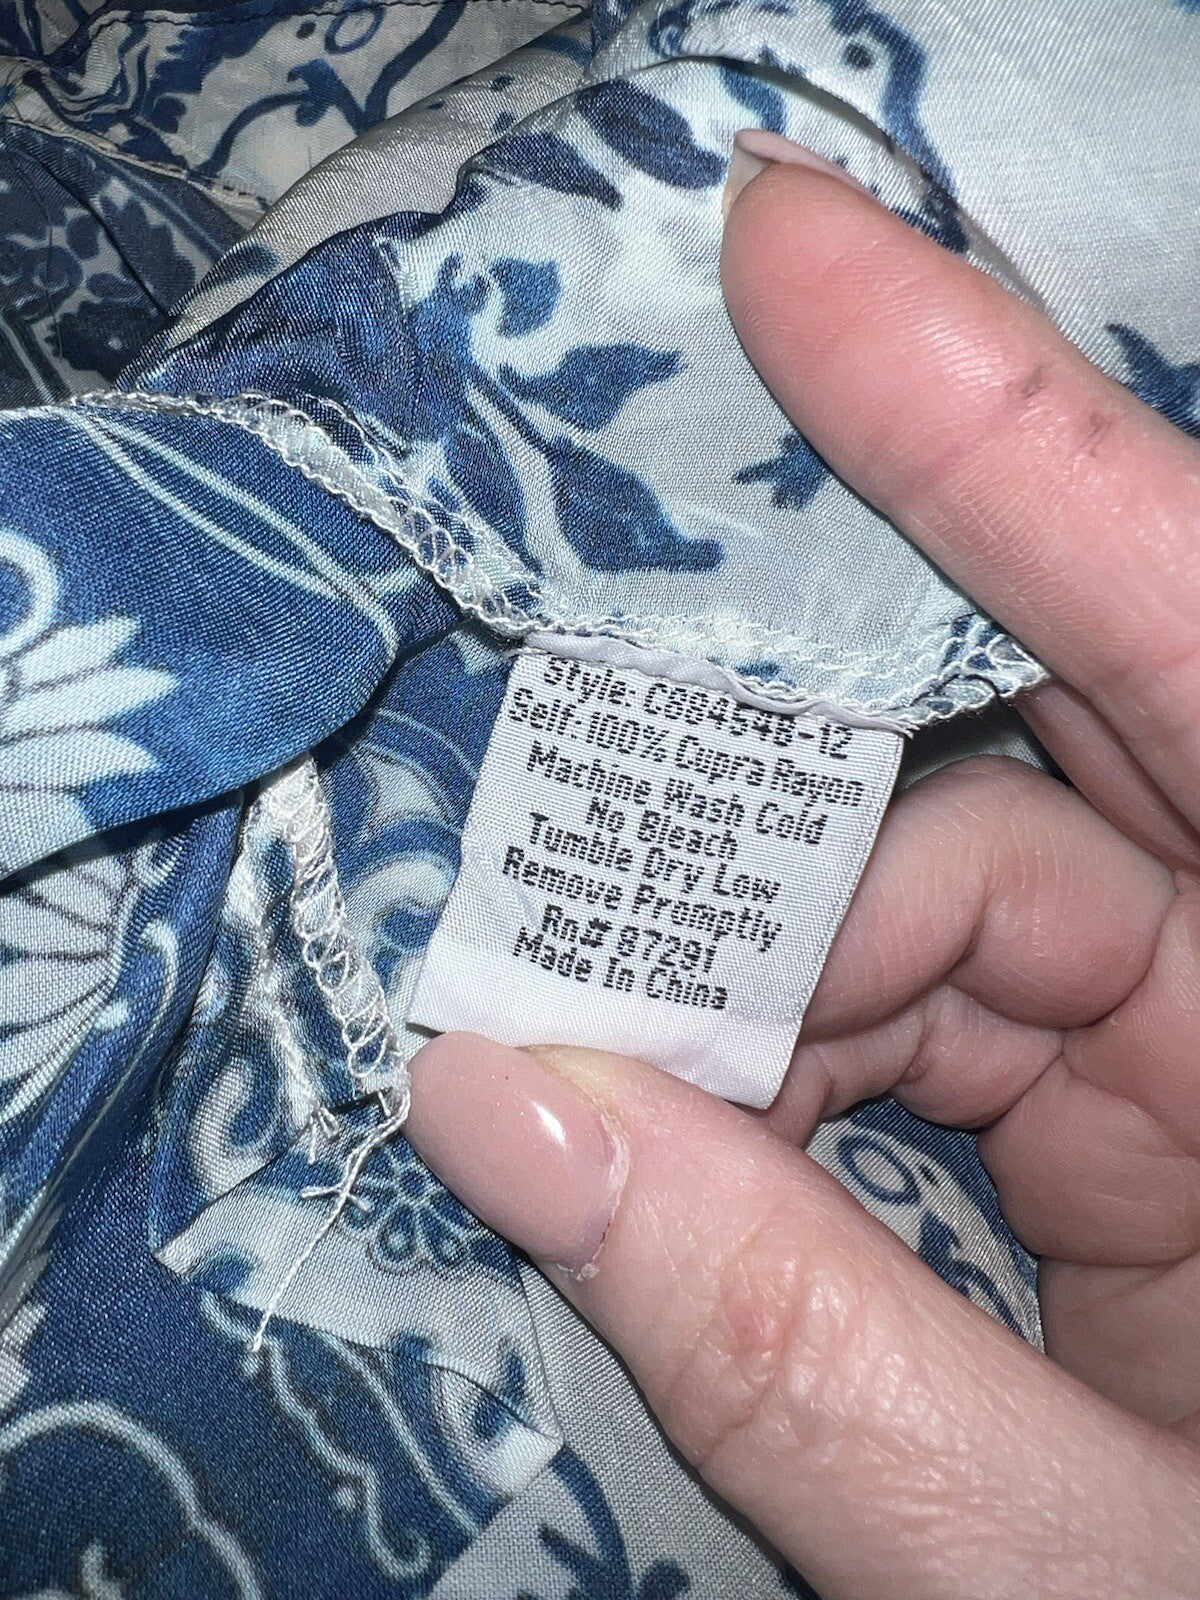 Style: C884546-12
Self: 100% Cupra Rayon
Machine Wash Cold
No Bleach
Tumble Dry Low
Remove Promptly
Rn# 87291
Made In China